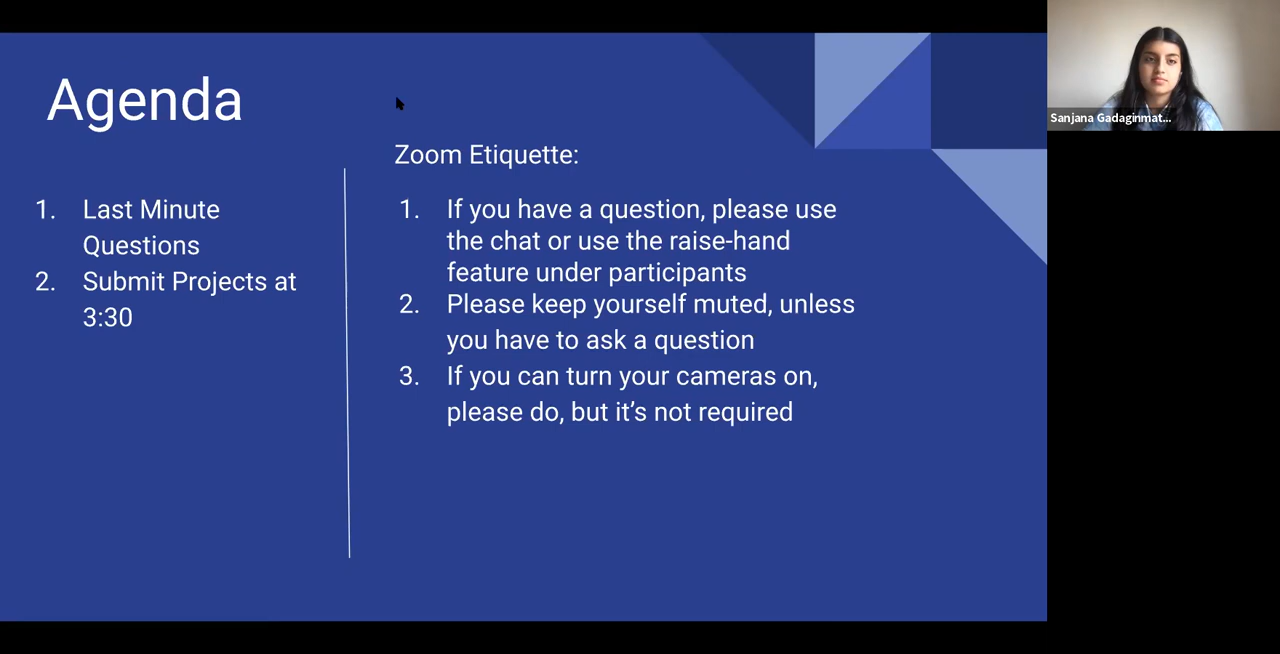 Agenda
1. Last Minute
Questions
2. Submit Projects at
3:30
Zoom Etiquette:
1. If you have a question, please use
the chat or use the raise-hand
feature under participants
2. Please keep yourself muted, unless
you have to ask a question
3. If you can turn your cameras on,
please do, but it’s not required
Sanjana Gadaginmat...